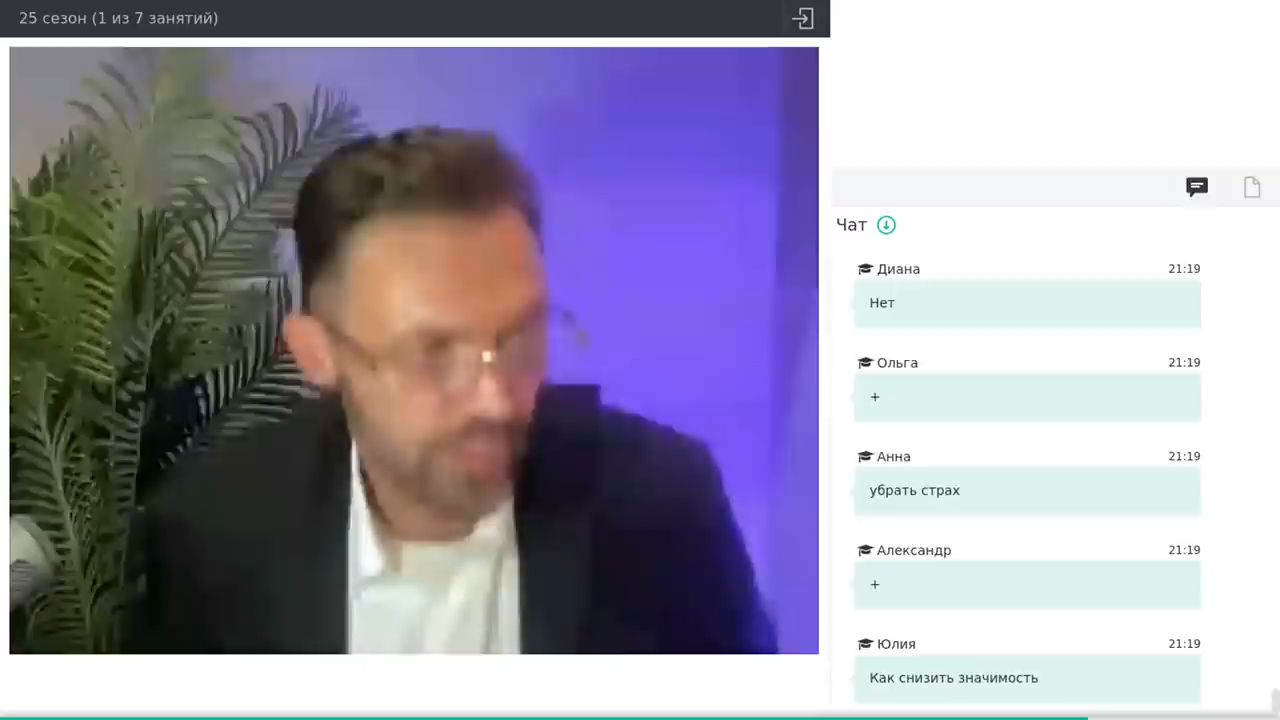 25 сезон (1 из 7 занятий)
Чат
Диана 21:19
Нет
Ольга 21:19
+
Анна 21:19
убрать страх
Александр 21:19
+
Юлия 21:19
Как снизить значимость